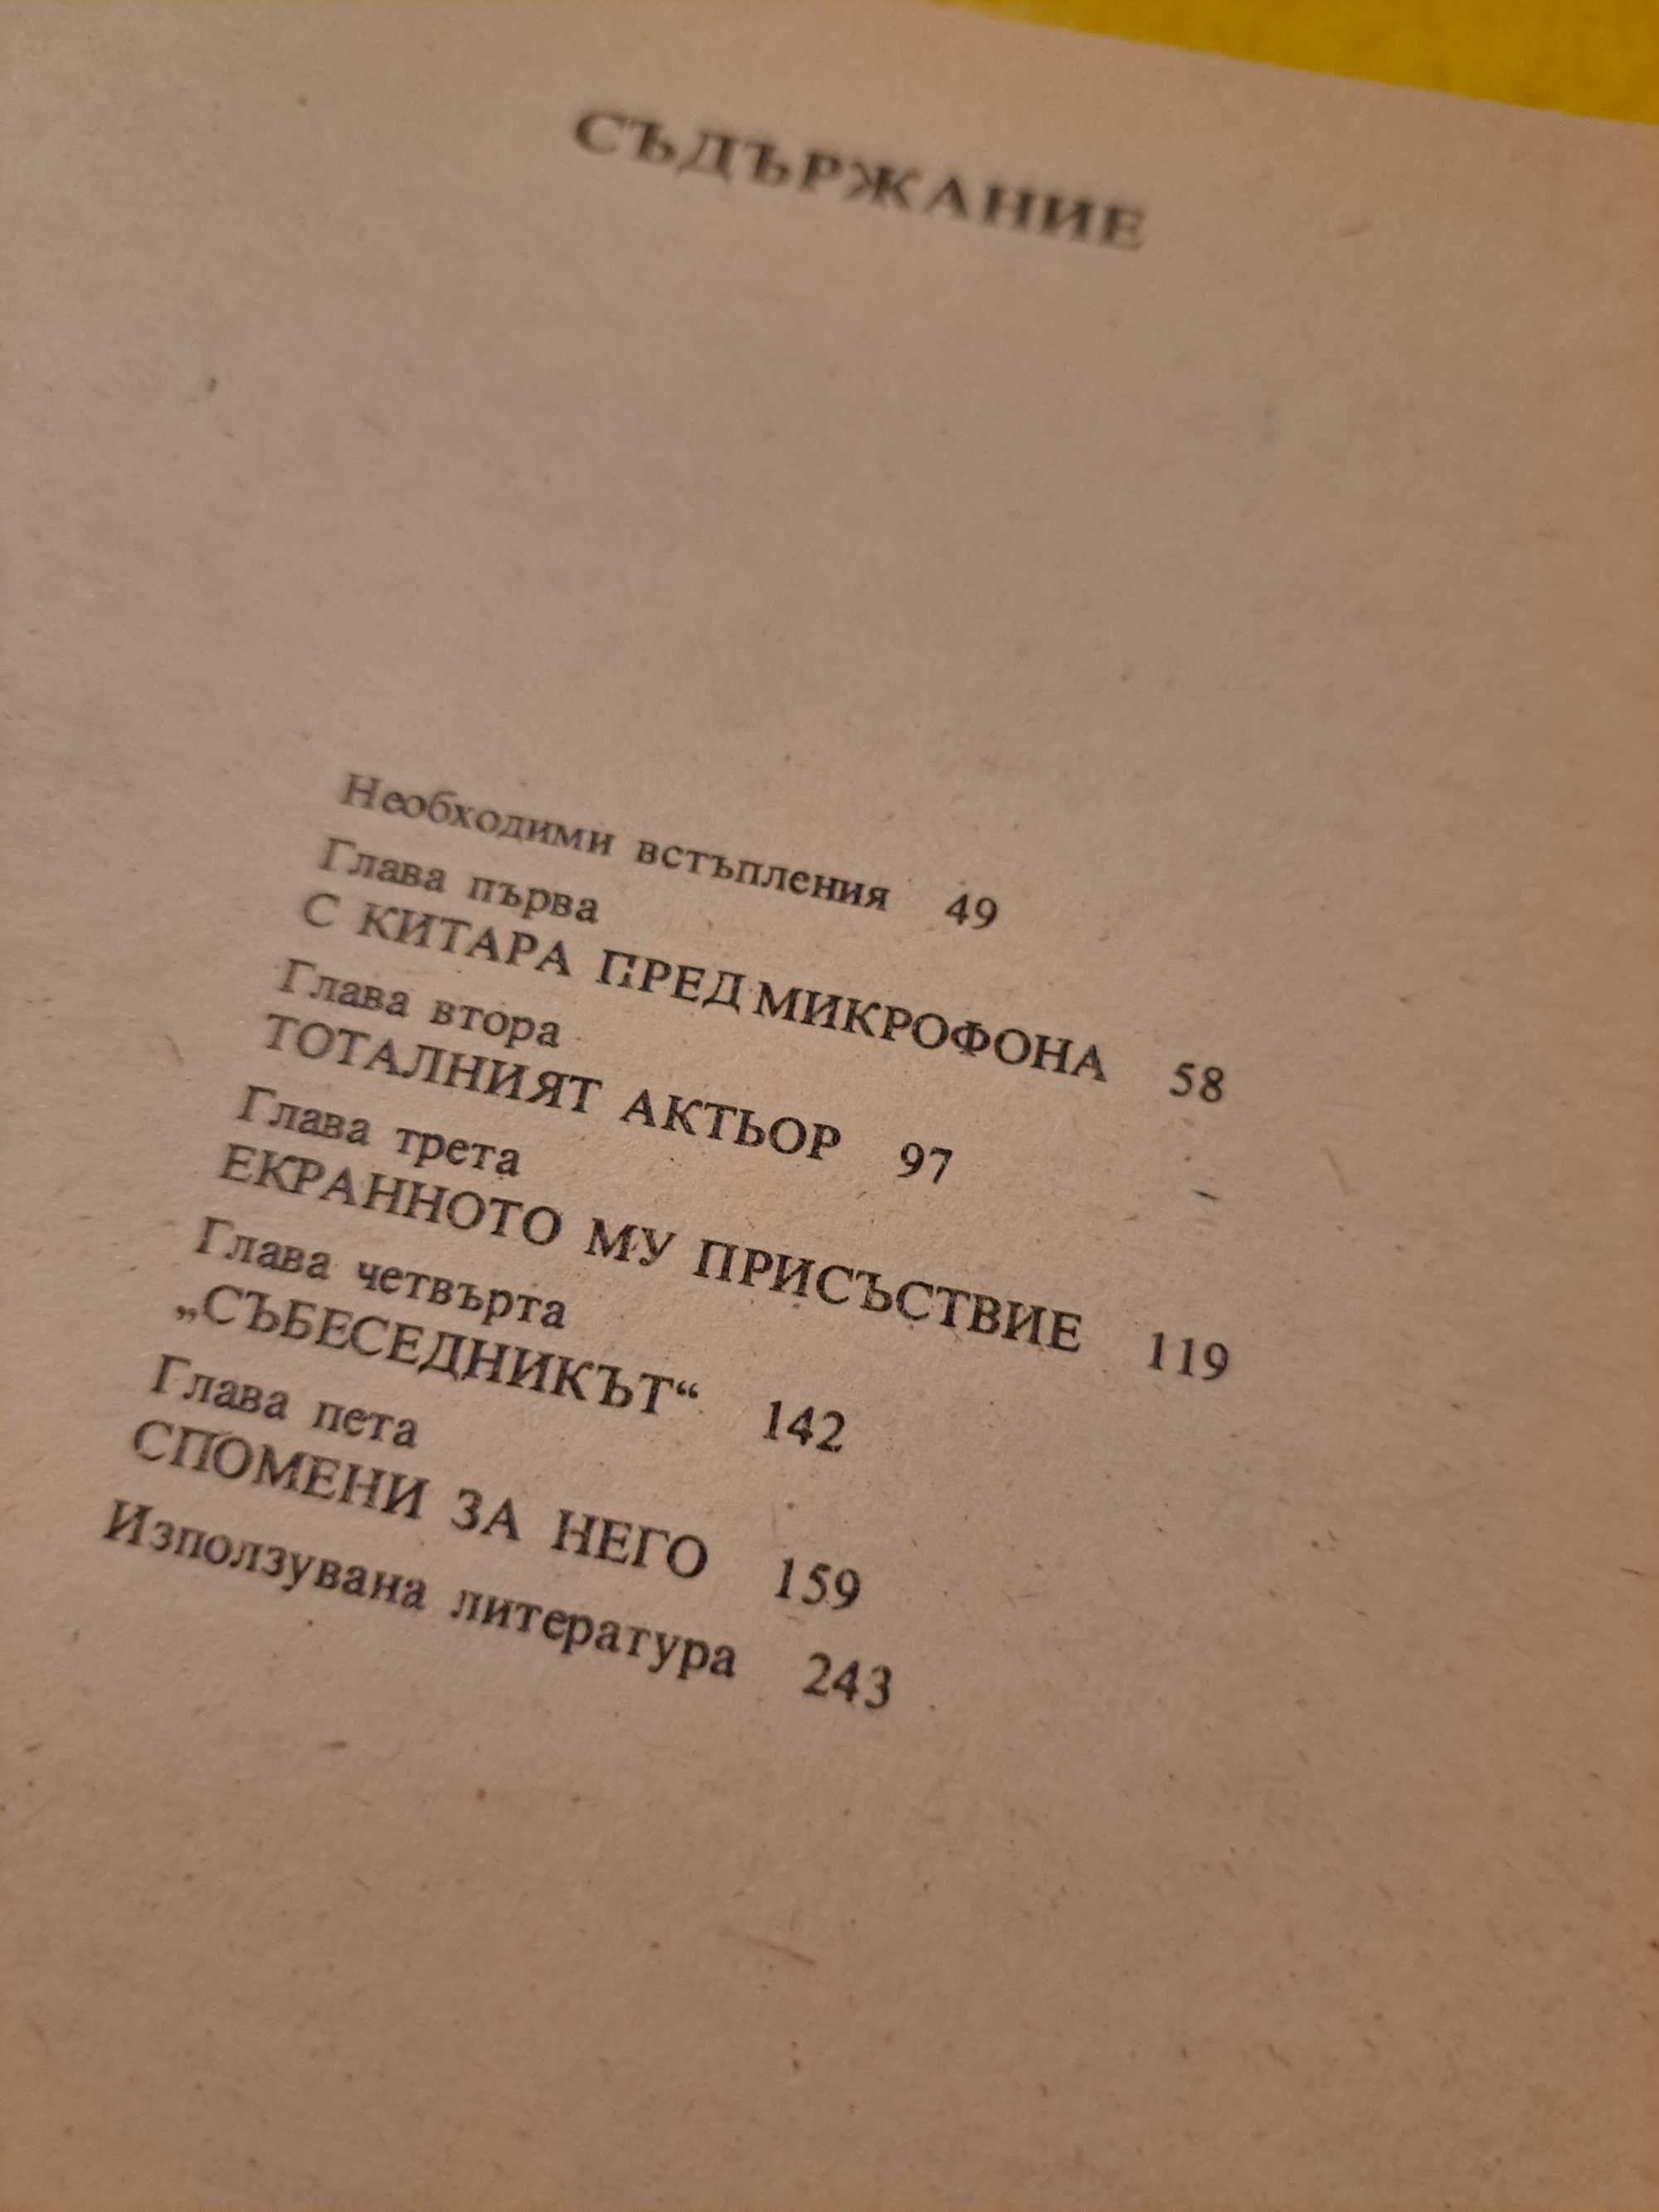 СЪДЪРЖАНИЕ
Необходими встъпления 49
Глава първа
С КИТАРА ПРЕД МИКРОФОНА 58
Глава втора
ТОТАЛНИЯТ АКТЬОР 97
Глава трета
ЕКРАННОТО МУ ПРИСЪСТВИЕ 119
Глава четвърта
„СЪБЕСЕДНИКЪТ“ 142
Глава пета
СПОМЕНИ ЗА НЕГО 159
Използувана литература 243